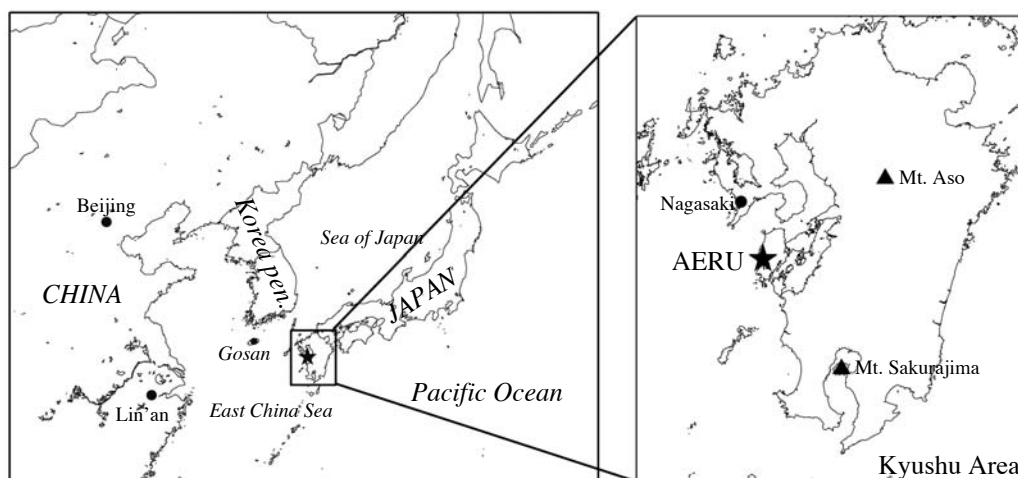 Beijing
CHINA
Korea pen.
Sea of Japan
JAPAN
Gosan
Pacific Ocean
East China Sea
Lin'an
Mt. Aso
Nagasaki
AERU
Mt. Sakurajima
Kyushu Area